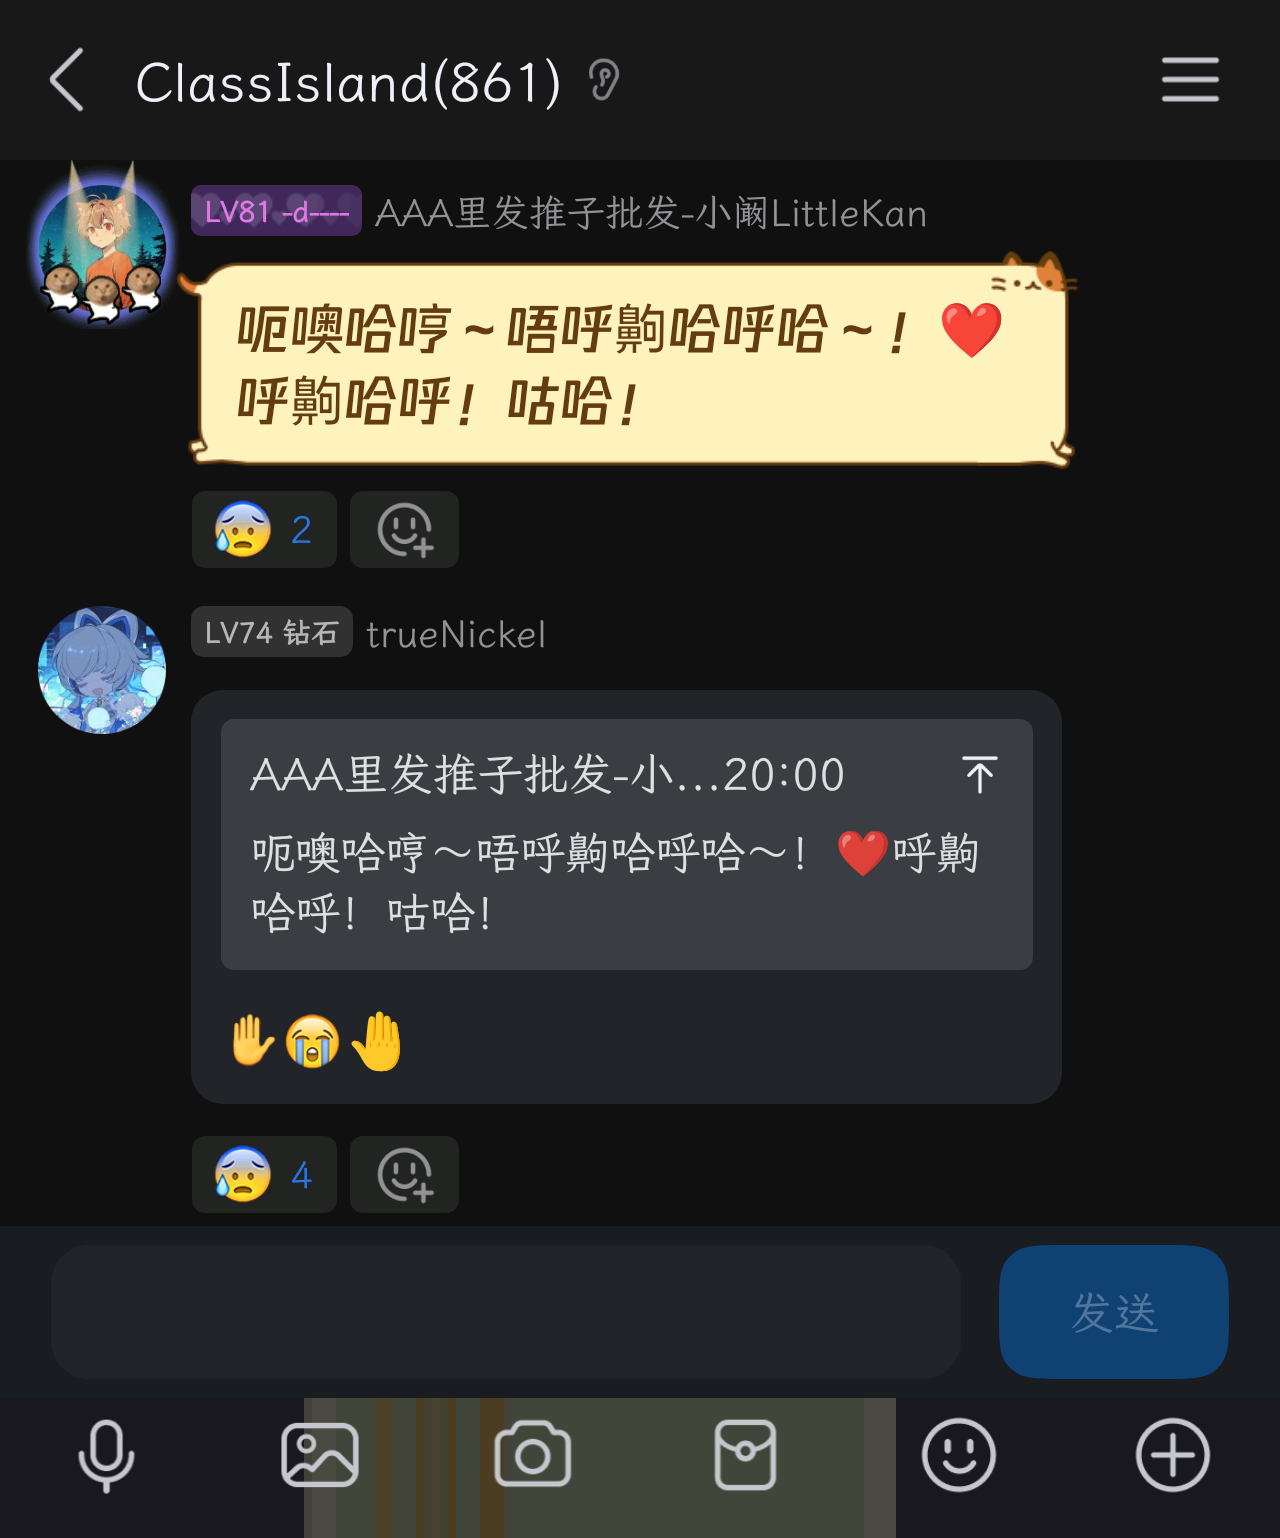 ClassIsland(861)
LV81 -d---- AAA里发推子批发-小阚LittleKan
呃噢哈哼～唔呼齁哈呼哈～！❤️
呼齁哈呼！咕哈！
2
LV74 钻石 trueNickel
AAA里发推子批发-小...20:00
呃噢哈哼～唔呼齁哈呼哈～！❤️呼齁
哈呼！咕哈！
✋😭🤚
4
发送